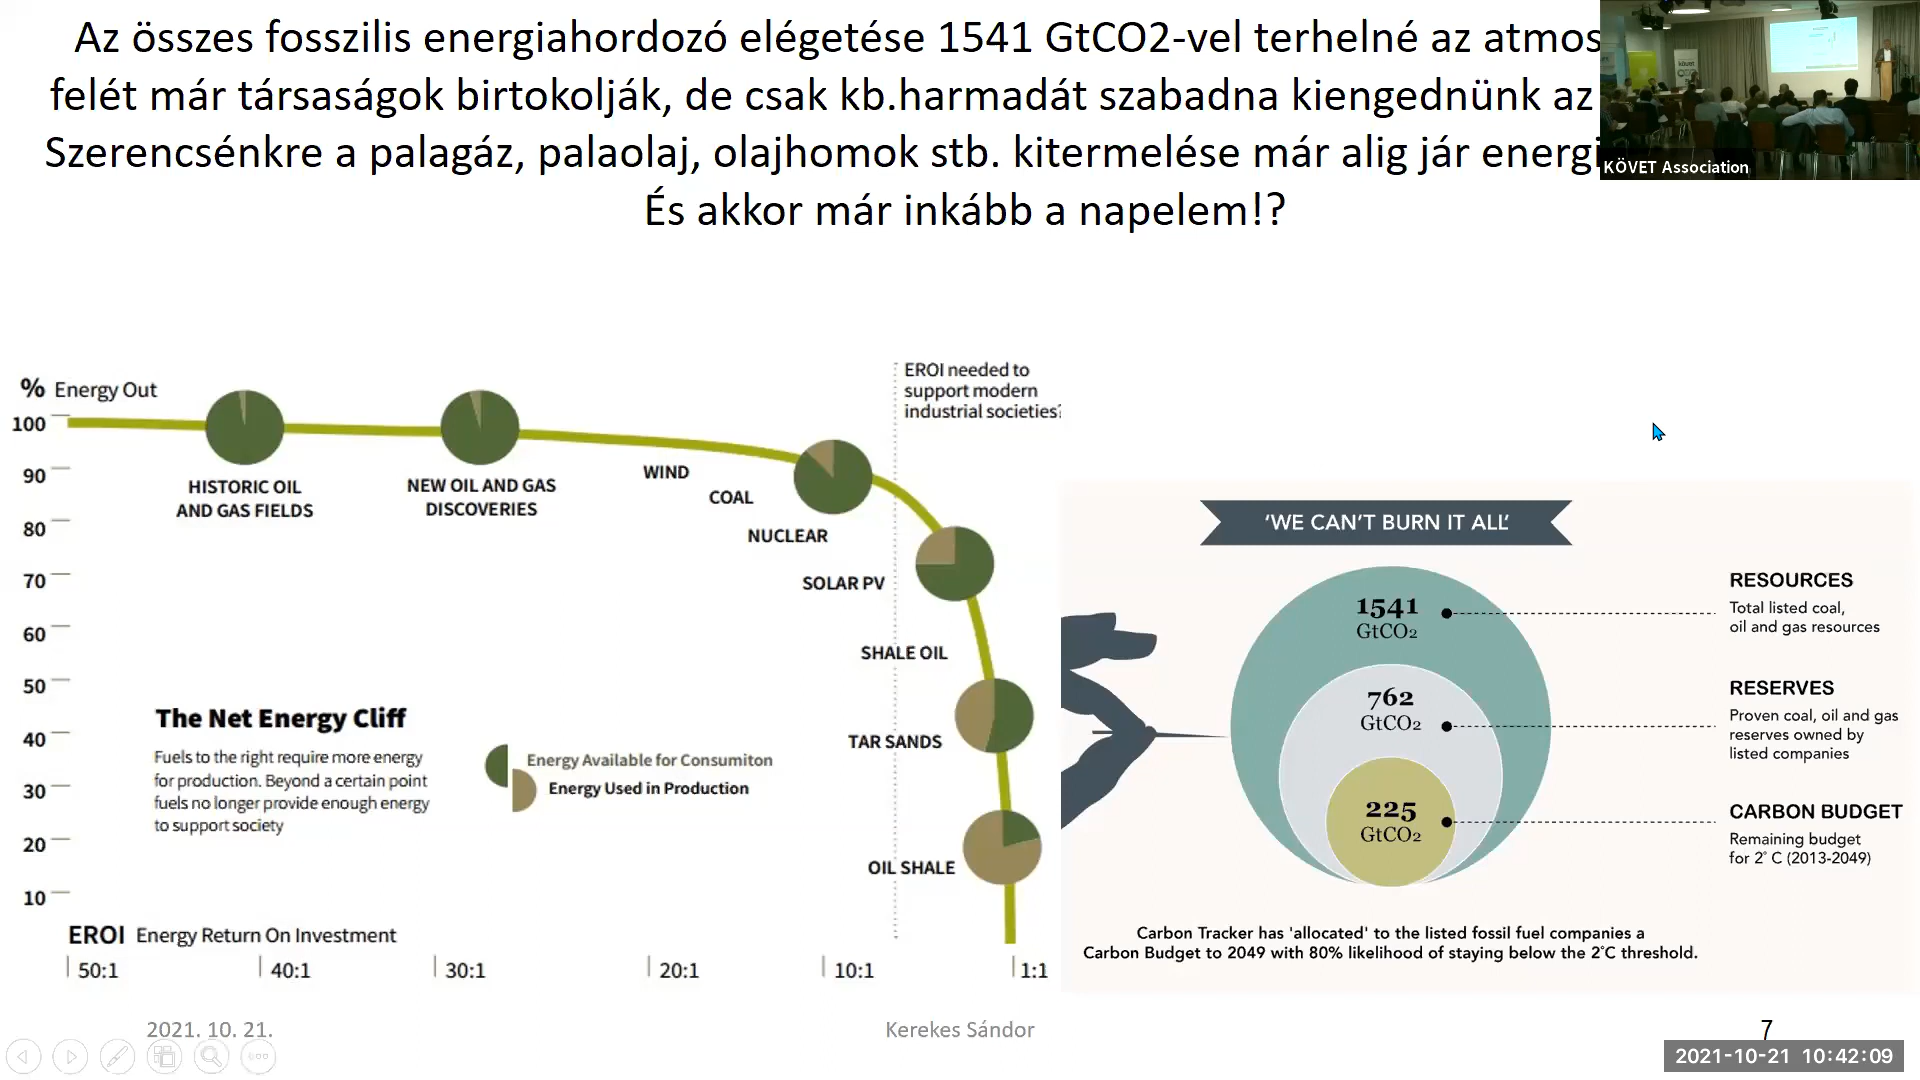 Az összes fosszilis energiahordozó elégetése 1541 GtCO2-vel terhelné az atmos
felét már társaságok birtokolják, de csak kb.harmadát szabadna kiengednünk az
Szerencsénkre a palagáz, palaolaj, olajhomok stb. kitermelése már alig jár energi
És akkor már inkább a napelem!?
követ
KÖVET Association
% Energy Out
100
90
80
70
60
50
40
30
20
10
HISTORIC OIL
AND GAS FIELDS
NEW OIL AND GAS
DISCOVERIES
WIND
COAL
NUCLEAR
SOLAR PV
SHALE OIL
TAR SANDS
OIL SHALE
EROI needed to
support modern
industrial societies?
The Net Energy Cliff
Fuels to the right require more energy
for production. Beyond a certain point
fuels no longer provide enough energy
to support society
Energy Available for Consumiton
Energy Used in Production
EROI Energy Return On Investment
50:1 40:1 30:1 20:1 10:1 1:1
'WE CAN'T BURN IT ALL'
1541
GtCO₂
762
GtCO₂
225
GtCO₂
RESOURCES
Total listed coal,
oil and gas resources
RESERVES
Proven coal, oil and gas
reserves owned by
listed companies
CARBON BUDGET
Remaining budget
for 2˚ C (2013-2049)
Carbon Tracker has 'allocated' to the listed fossil fuel companies a
Carbon Budget to 2049 with 80% likelihood of staying below the 2˚C threshold.
2021. 10. 21.
Kerekes Sándor
7
2021-10-21 10:42:09